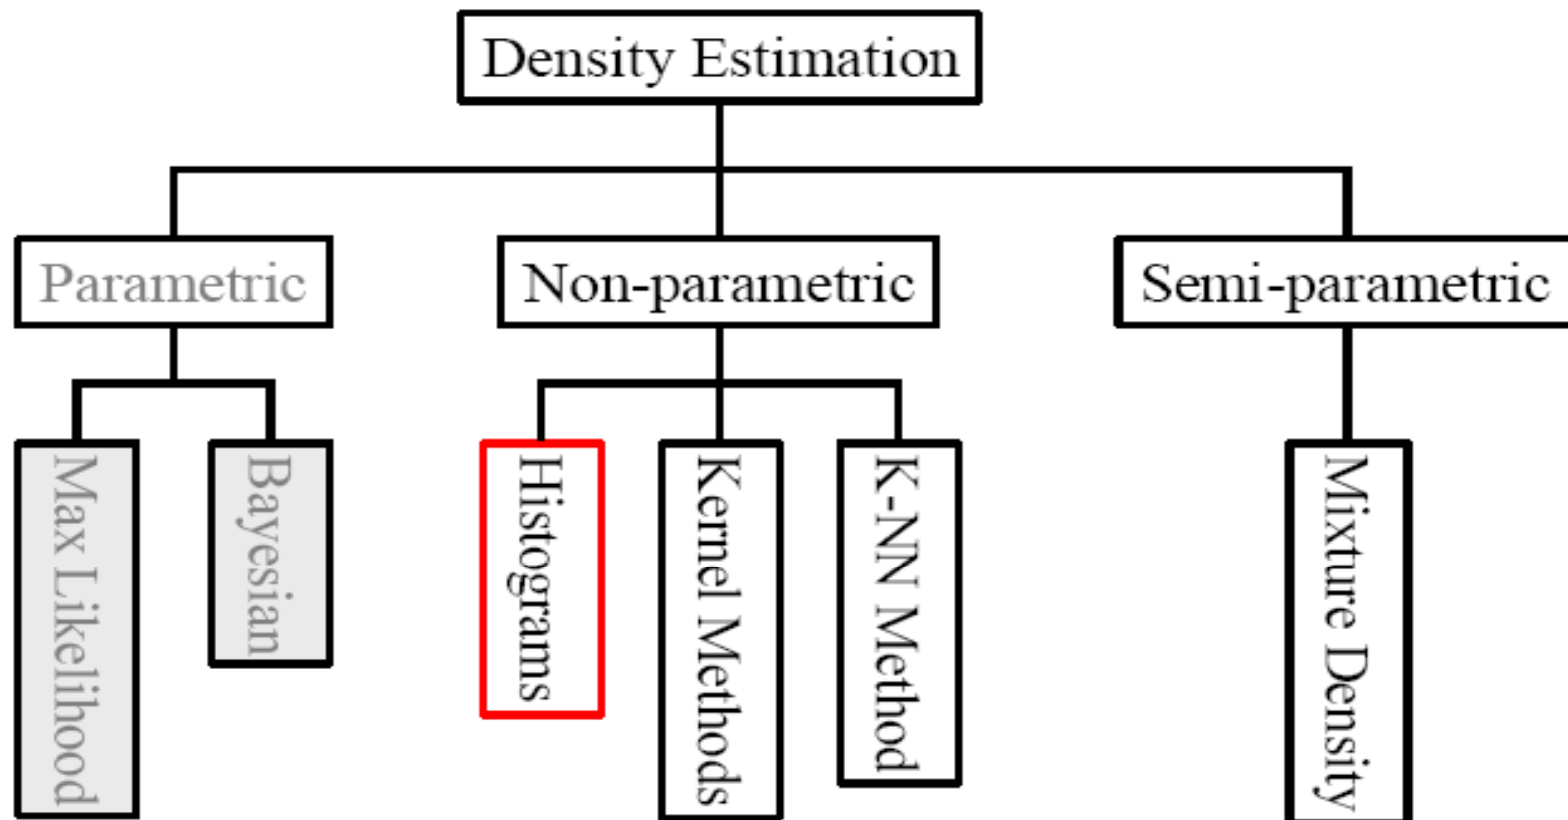 Density Estimation
Parametric
Non-parametric
Semi-parametric
Max Likelihood
Bayesian
Histograms
Kernel Methods
K-NN Method
Mixture Density